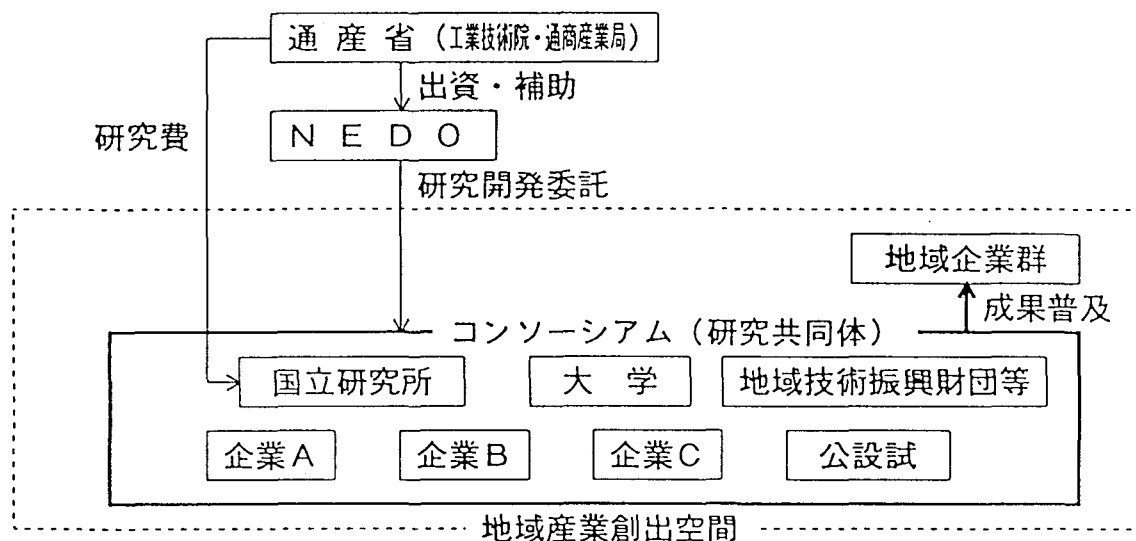 通産省（工業技術院・通商産業局）
出資・補助
研究費
NEDO
研究開発委託
地域企業群
成果普及
コンソーシアム（研究共同体）
国立研究所
大学
地域技術振興財団等
企業A
企業B
企業C
公設試
地域産業創出空間